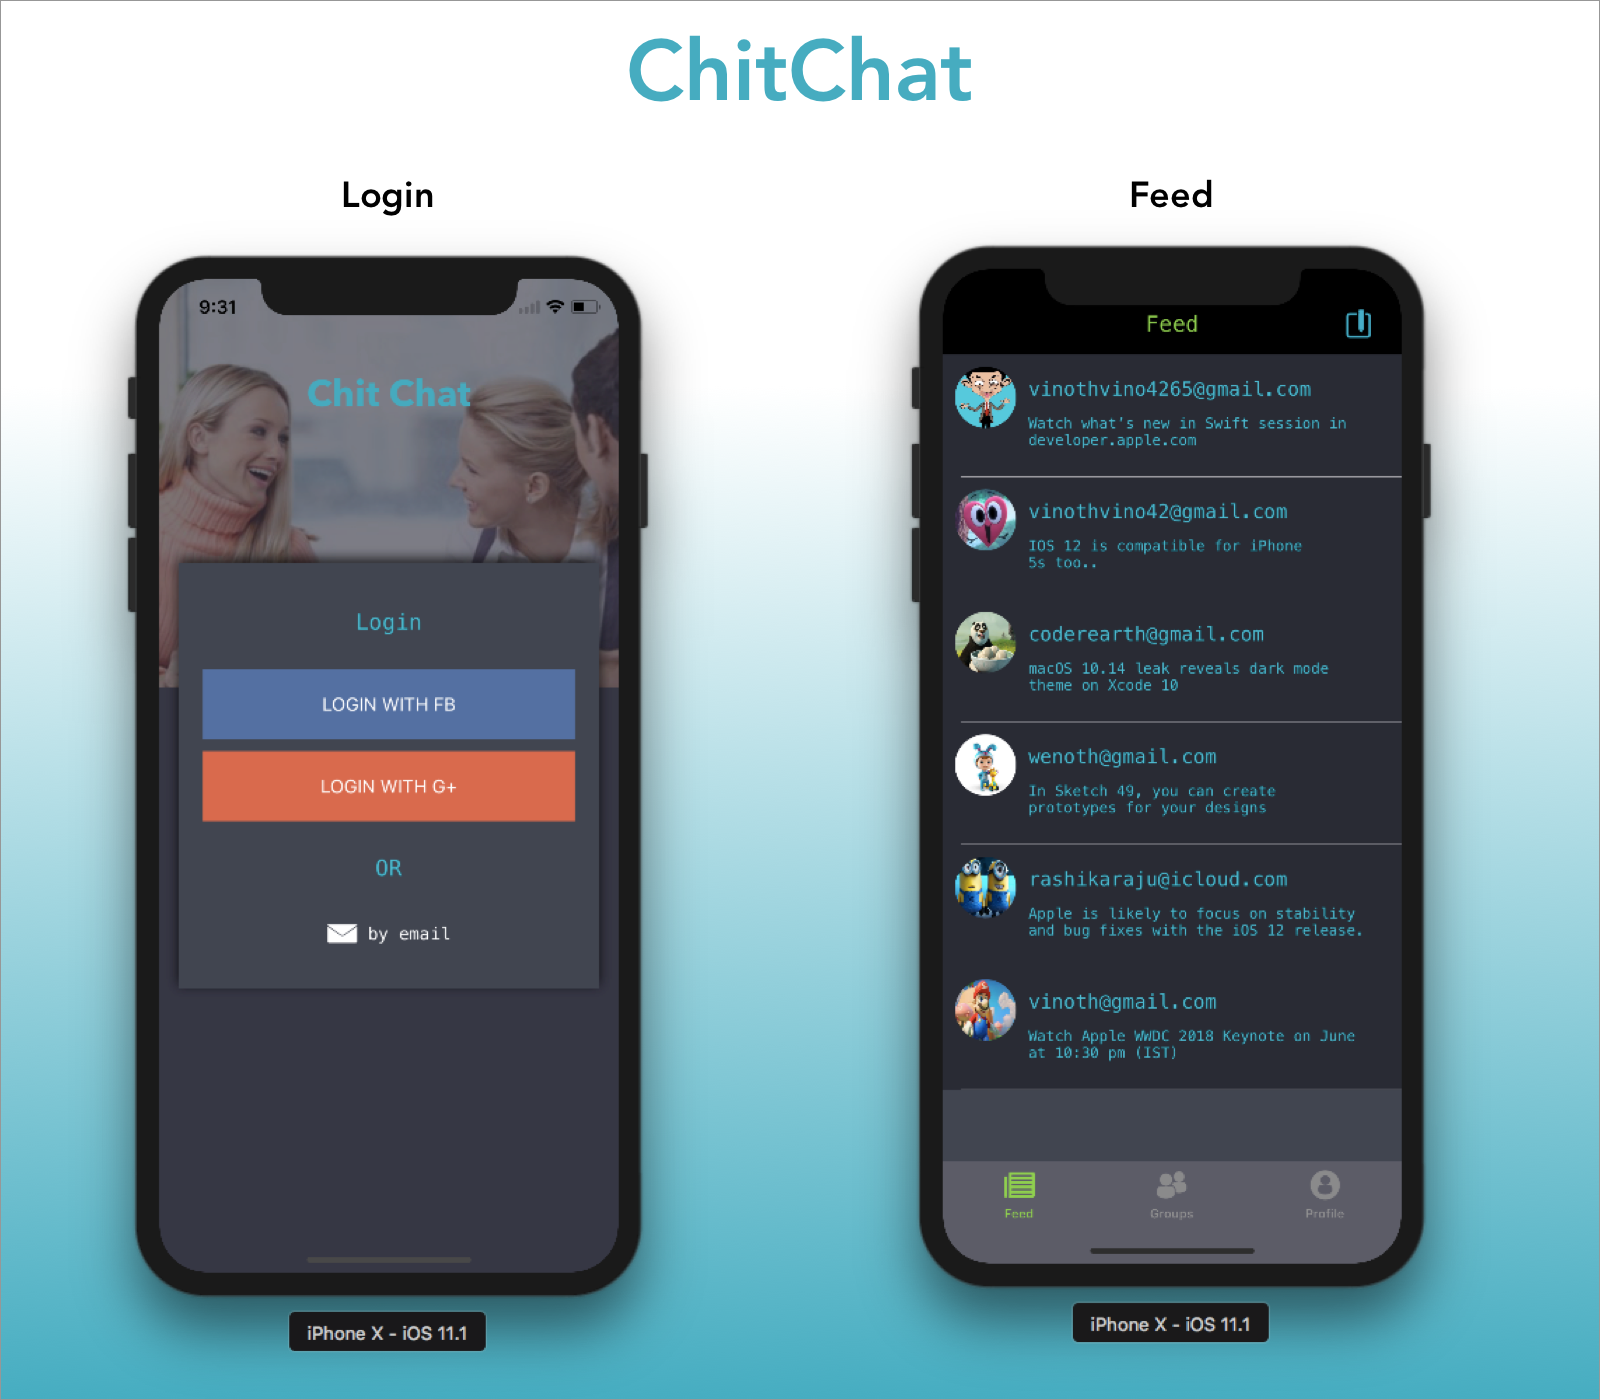 ChitChat
Login
9:31
Chit Chat
Login
LOGIN WITH FB
LOGIN WITH G+
OR
by email
iPhone X - iOS 11.1
Feed
Feed
vinothvino4265@gmail.com
Watch what's new in Swift session in
developer.apple.com
vinothvino42@gmail.com
IOS 12 is compatible for iPhone
5s too..
coderearth@gmail.com
macOS 10.14 leak reveals dark mode
theme on Xcode 10
wenoth@gmail.com
In Sketch 49, you can create
prototypes for your designs
rashikaraju@icloud.com
Apple is likely to focus on stability
and bug fixes with the iOS 12 release.
vinoth@gmail.com
Watch Apple WWDC 2018 Keynote on June
at 10:30 pm (IST)
Feed
Groups
Profile
iPhone X - iOS 11.1